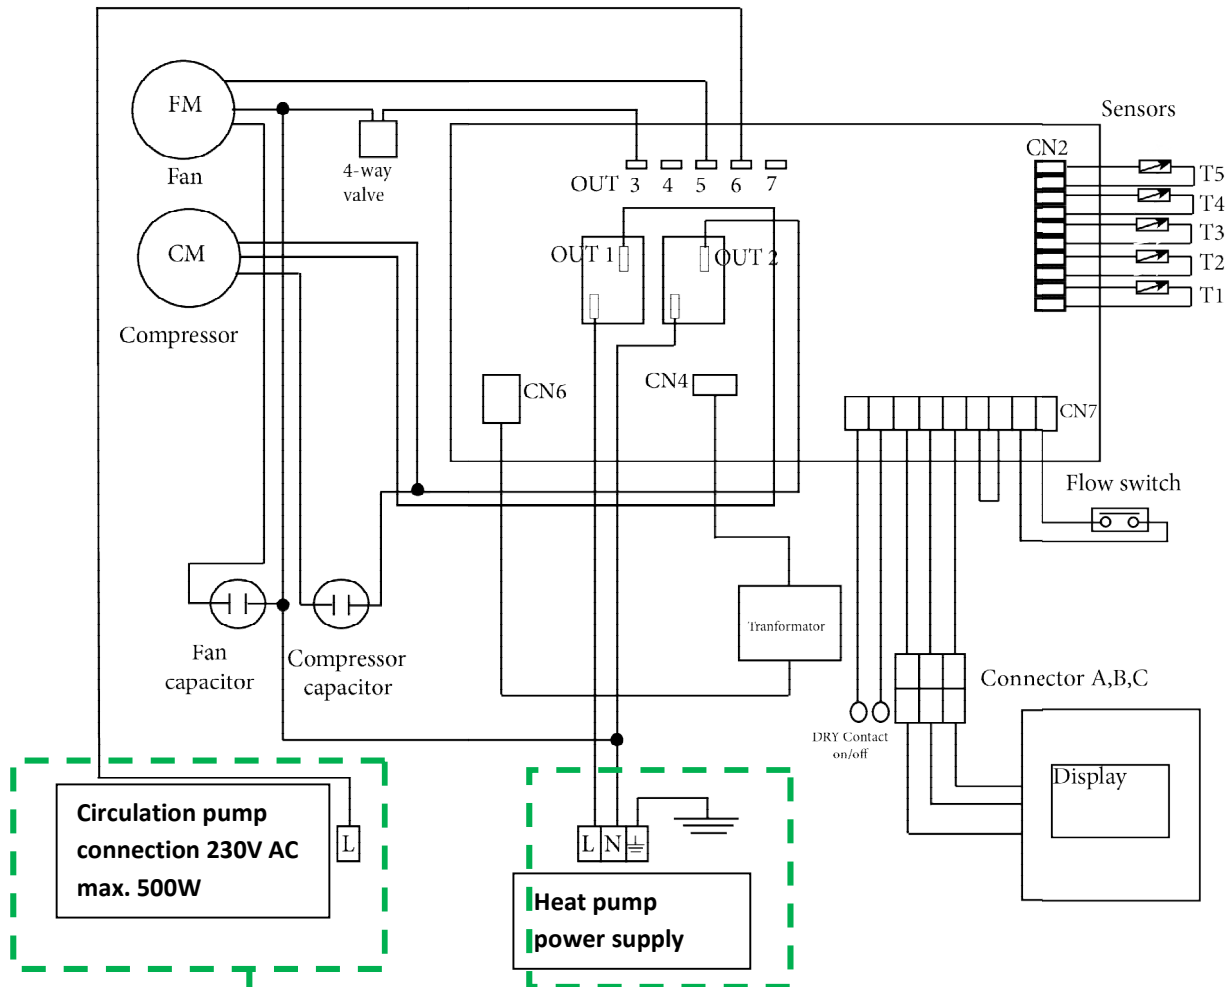 FM
Fan
4-way
valve
CM
Compressor
OUT 3 4 5 6 7
OUT 1
OUT 2
CN6
CN4
Sensors
CN2
T5
T4
T3
T2
T1
CN7
Flow switch
Fan
capacitor
Compressor
capacitor
Tranformator
DRY Contact
on/off
Connector A,B,C
Display
Circulation pump
connection 230V AC
max. 500W
L
L N
Heat pump
power supply